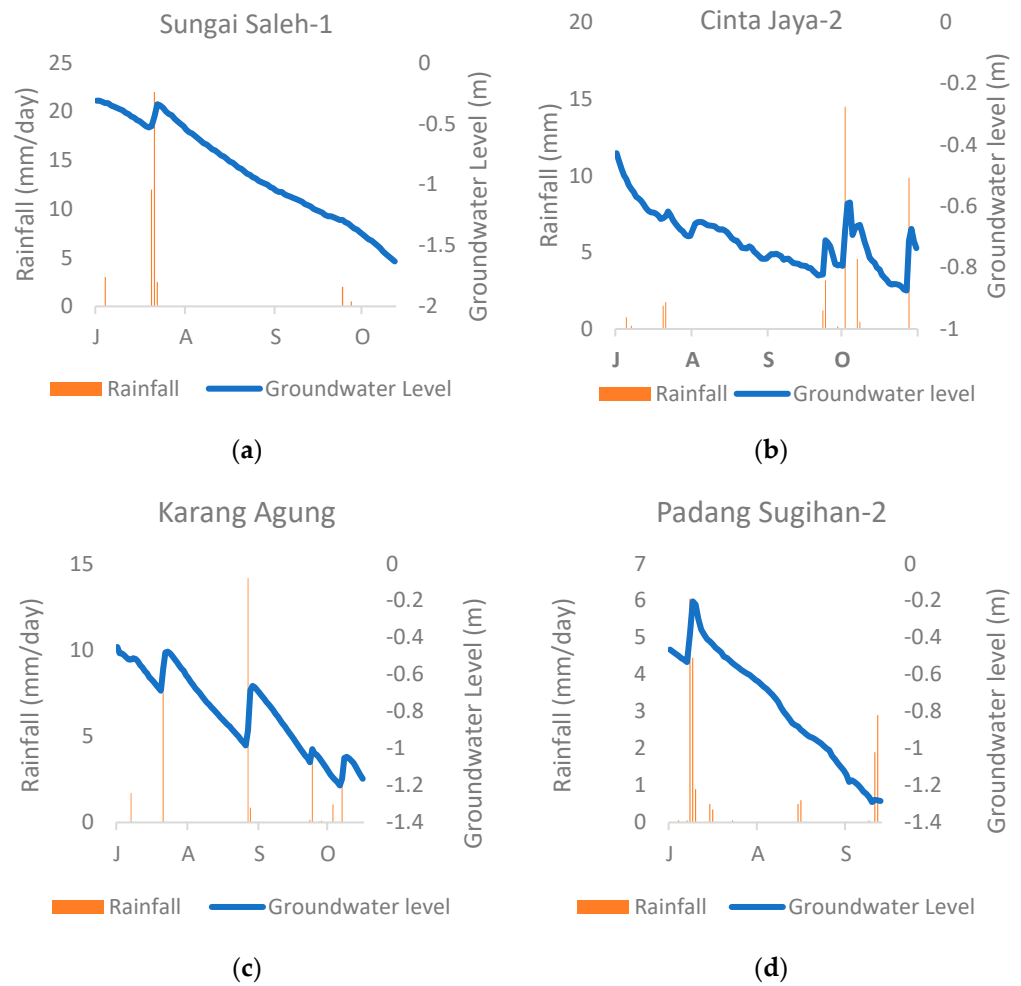 Sungai Saleh-1
25
20
15
10
5
0
Rainfall (mm/day)
0
-0.5
-1
-1.5
-2
Groundwater Level (m)
J A S O
Rainfall Groundwater Level
(a)
Cinta Jaya-2
20
15
10
5
0
Rainfall (mm)
0
-0.2
-0.4
-0.6
-0.8
-1
Groundwater level (m)
J A S O
Rainfall Groundwater level
(b)
Karang Agung
15
10
5
0
Rainfall (mm/day)
0
-0.2
-0.4
-0.6
-0.8
-1
-1.2
-1.4
Groundwater Level (m)
J A S O
Rainfall Groundwater level
(c)
Padang Sugihan-2
7
6
5
4
3
2
1
0
Rainfall (mm/day)
0
-0.2
-0.4
-0.6
-0.8
-1
-1.2
-1.4
Groundwater Level (m)
J A S
Rainfall Groundwater Level
(d)